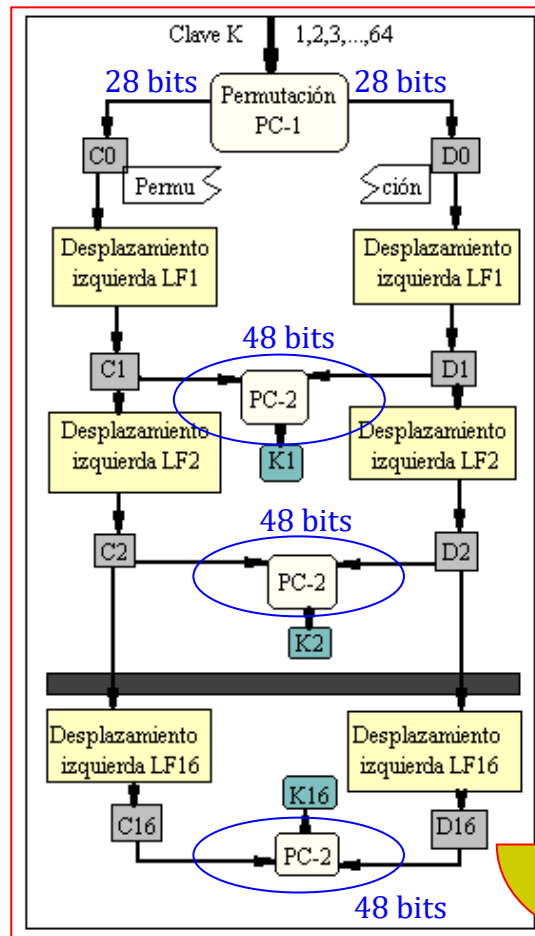 Clave K 1,2,3,...,64
28 bits 28 bits
Permutación
PC-1
C0 D0
Permu ción
Desplazamiento
izquierda LF1
Desplazamiento
izquierda LF1
48 bits
C1 D1
PC-2
K1
Desplazamiento
izquierda LF2
Desplazamiento
izquierda LF2
48 bits
C2 D2
PC-2
K2
Desplazamiento
izquierda LF16
Desplazamiento
izquierda LF16
K16
C16 D16
PC-2
48 bits